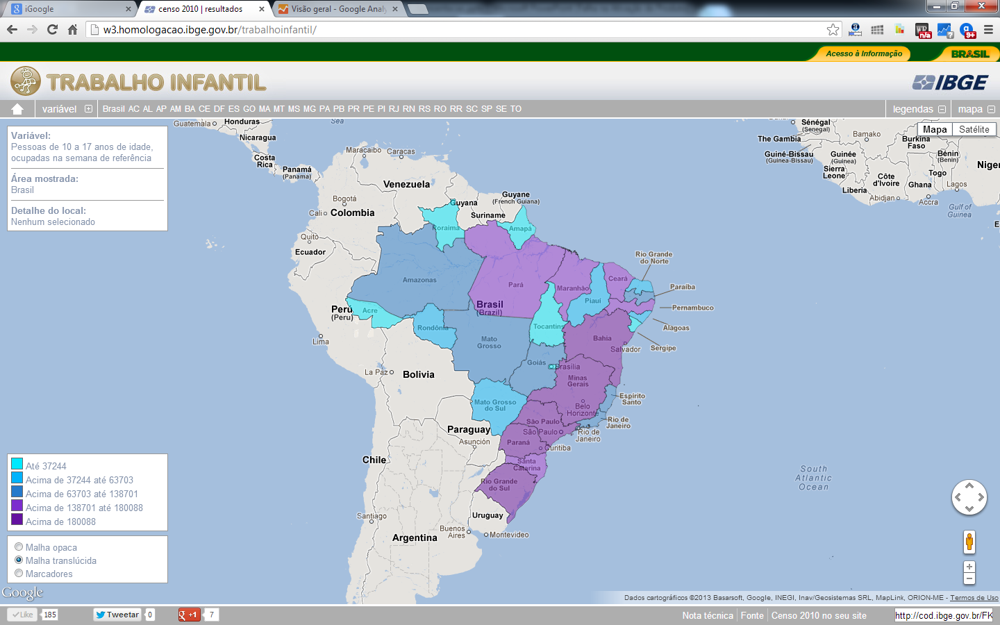 iGoogle
censo 2010 | resultados
Visão geral - Google Analy
w3.homologacao.ibge.gov.br/trabalhoinfantil/
n/a
?
9+
Acesso à Informação
BRASIL
TRABALHO INFANTIL
IBGE
variável
Brasil AC AL AP AM BA CE DF ES GO MA MT MS MG PA PB PR PE PI RJ RN RS RO RR SC SP SE TO
legendas
mapa
Variável:
Pessoas de 10 a 17 anos de idade,
ocupadas na semana de referência
Área mostrada:
Brasil
Detalhe do local:
Nenhum selecionado
Mapa
Satélite
Guatemala
Honduras
Sea
Nicaragua
Costa
Rica
Panamá
(Panama)
Maracaibo
Caracas
Venezuela
Bogotá
Cali
Colombia
Guyana
Suriname
Guyane
(French Guiana)
Quito
Ecuador
Perú
(Peru)
Lima
La Paz
Bolivia
Brasil
(Brazil)
Roraima
Amapá
Amazonas
Pará
Maranhão
Ceará
Rio Grande
do Norte
Paraíba
Pernambuco
Alagoas
Sergipe
Piauí
Acre
Rondônia
Tocantins
Mato
Grosso
Bahia
Salvador
Goiás
Brasília
Minas
Gerais
Belo
Horizonte
Espírito
Santo
Rio de
Janeiro
Rio de
Janeiro
Mato Grosso
do Sul
São Paulo
São Paulo
Paraná
Curitiba
Santa
Catarina
Rio Grande
do Sul
Paraguay
Asunción
Chile
Santiago
Argentina
Buenos
Aires
Uruguay
Montevideo
South
Atlantic
Ocean
Dakar
Sénégal
(Senegal)
The Gambia
Guiné-Bissau
(Guinea-Bissau)
Guinée
(Guinea)
Sierra
Leone
Liberia
Bamako
Burkina
Faso
Côte
d'Ivoire
Ghana
Togo
Bénin
(Benin)
Niger
Lagos
Abidjan
Accra
Gulf of
Guinea
E
Até 37244
Acima de 37244 até 63703
Acima de 63703 até 138701
Acima de 138701 até 180088
Acima de 180088
Malha opaca
Malha translúcida
Marcadores
Google
Dados cartográficos ©2013 Basarsoft, Google, INEGI, Inav/Geosistemas SRL, MapLink, ORION-ME - Termos de Uso
Like
185
Tweetar
0
+1
7
Nota técnica
Fonte
Censo 2010 no seu site
http://cod.ibge.gov.br/FK